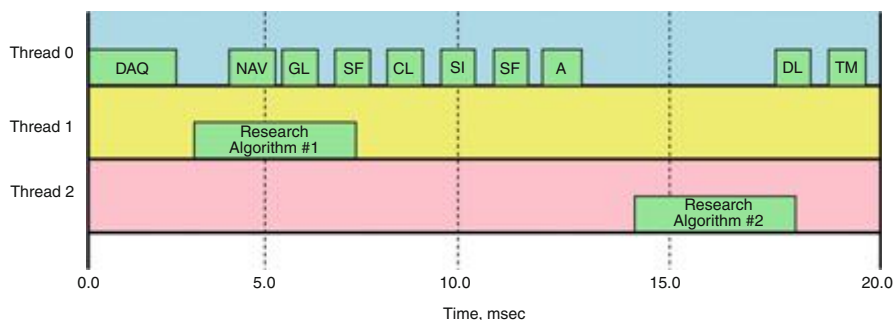 Thread 0
DAQ
NAV
GL
SF
CL
SI
SF
A
DL
TM
Thread 1
Research
Algorithm #1
Thread 2
Research
Algorithm #2
0.0
5.0
10.0
15.0
20.0
Time, msec